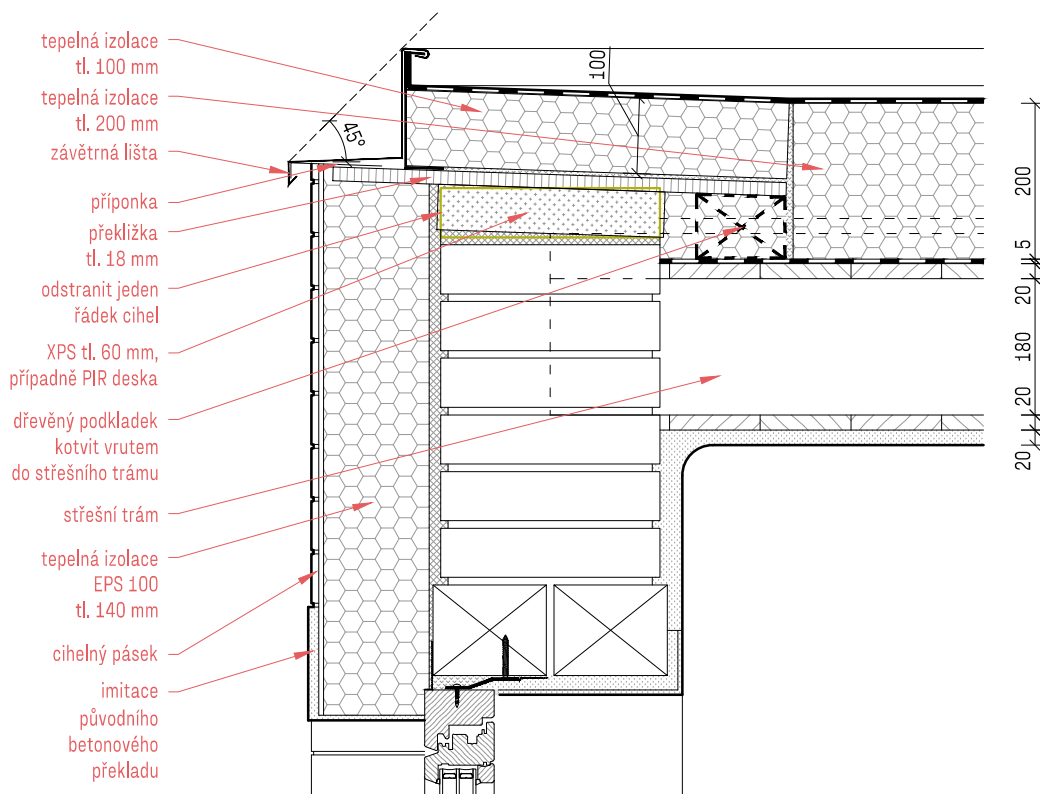 tepelná izolace
tl. 100 mm
tepelná izolace
tl. 200 mm
závětrná lišta
příponka
překližka
tl. 18 mm
odstranit jeden
řádek cihel
XPS tl. 60 mm,
případně PIR deska
dřevěný podkladek
kotvit vrutem
do střešního trámu
střešní trám
tepelná izolace
EPS 100
tl. 140 mm
cihelný pásek
imitace
původního
betonového
překladu
45°
100
200
5
20
180
20
20